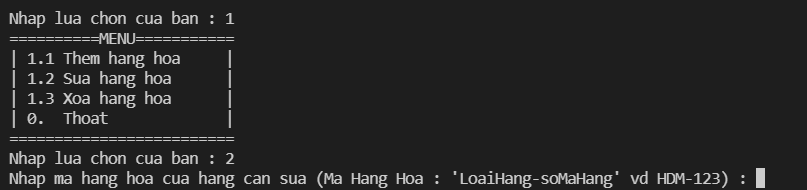 Nhap lua chon cua ban : 1
==========MENU===========
| 1.1 Them hang hoa     |
| 1.2 Sua hang hoa      |
| 1.3 Xoa hang hoa      |
| 0.  Thoat             |
=========================
Nhap lua chon cua ban : 2
Nhap ma hang hoa cua hang can sua (Ma Hang Hoa : 'LoaiHang-soMaHang' vd HDM-123) :